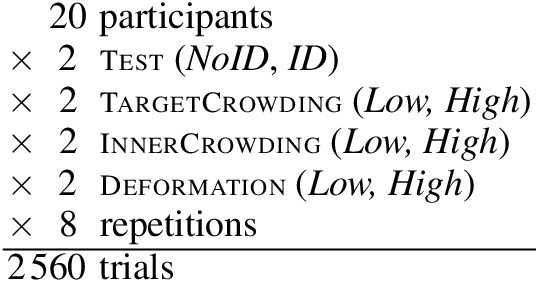 20 participants
× 2 TEST (NoID, ID)
× 2 TARGETCROWDING (Low, High)
× 2 INNERCROWDING (Low, High)
× 2 DEFORMATION (Low, High)
× 8 repetitions
2 560 trials